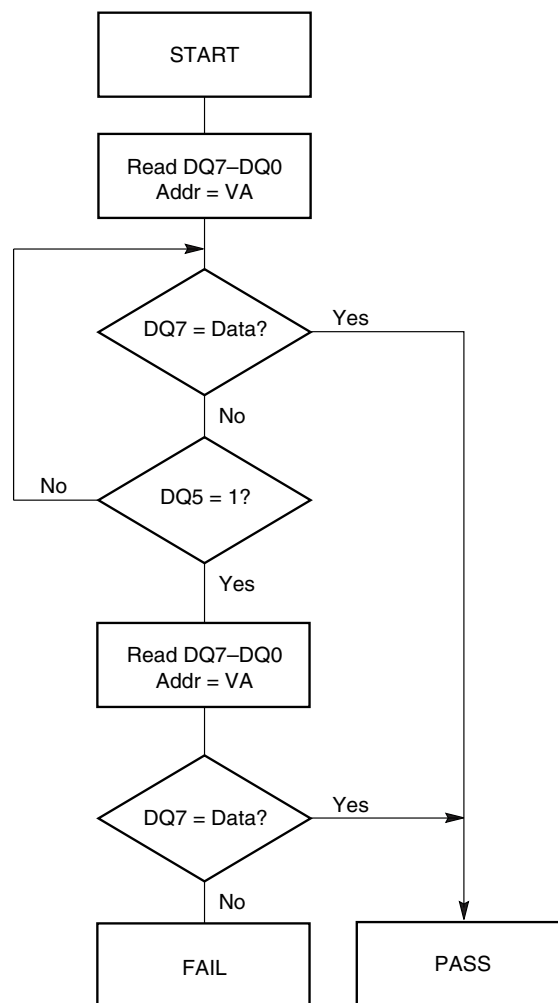 START
Read DQ7–DQ0
Addr = VA
DQ7 = Data?
Yes
No
No
DQ5 = 1?
Yes
Read DQ7–DQ0
Addr = VA
DQ7 = Data?
Yes
No
FAIL
PASS